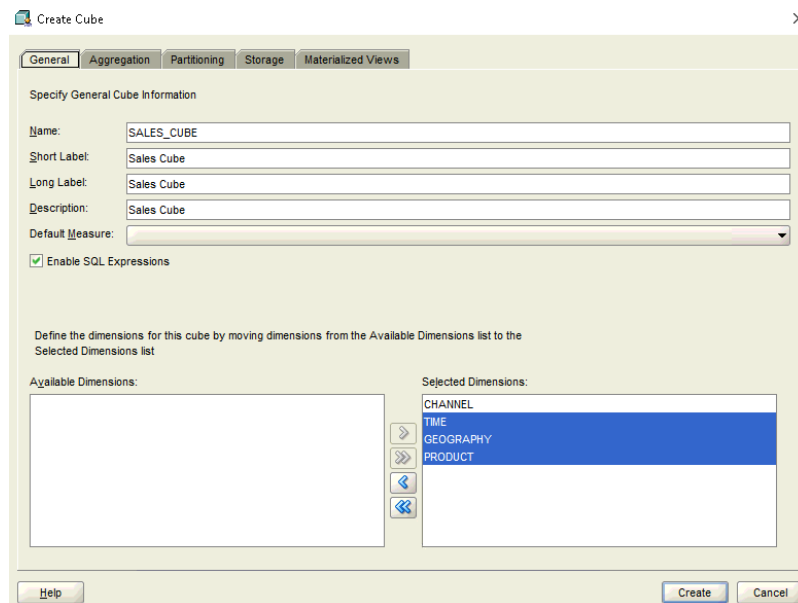 Create Cube
General Aggregation Partitioning Storage Materialized Views
Specify General Cube Information
Name: SALES_CUBE
Short Label: Sales Cube
Long Label: Sales Cube
Description: Sales Cube
Default Measure:
Enable SQL Expressions
Define the dimensions for this cube by moving dimensions from the Available Dimensions list to the
Selected Dimensions list
Available Dimensions: Selected Dimensions:
CHANNEL
TIME
GEOGRAPHY
PRODUCT
Help Create Cancel